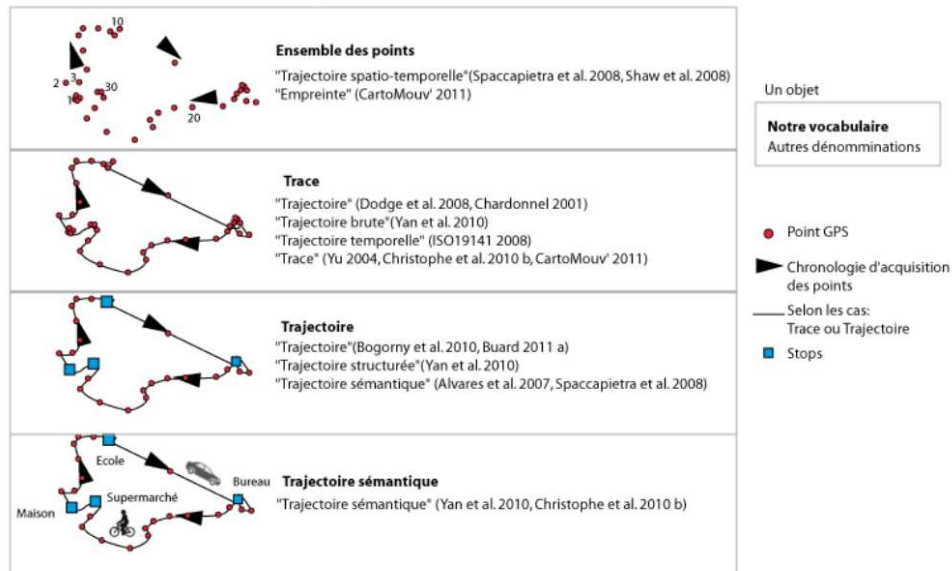 10
2
3
1
30
20
Ensemble des points
"Trajectoire spatio-temporelle"(Spaccapietra et al. 2008, Shaw et al. 2008)
"Empreinte" (CartoMouv' 2011)
Trace
"Trajectoire" (Dodge et al. 2008, Chardonnel 2001)
"Trajectoire brute"(Yan et al. 2010)
"Trajectoire temporelle" (ISO19141 2008)
"Trace" (Yu 2004, Christophe et al. 2010 b, CartoMouv' 2011)
Trajectoire
"Trajectoire"(Bogorny et al. 2010, Buard 2011 a)
"Trajectoire structurée"(Yan et al. 2010)
"Trajectoire sémantique" (Alvares et al. 2007, Spaccapietra et al. 2008)
Ecole
Bureau
Supermarché
Maison
Trajectoire sémantique
"Trajectoire sémantique" (Yan et al. 2010, Christophe et al. 2010 b)
Un objet
Notre vocabulaire
Autres dénomminations
Point GPS
Chronologie d'acquisition
des points
Selon les cas:
Trace ou Trajectoire
Stops